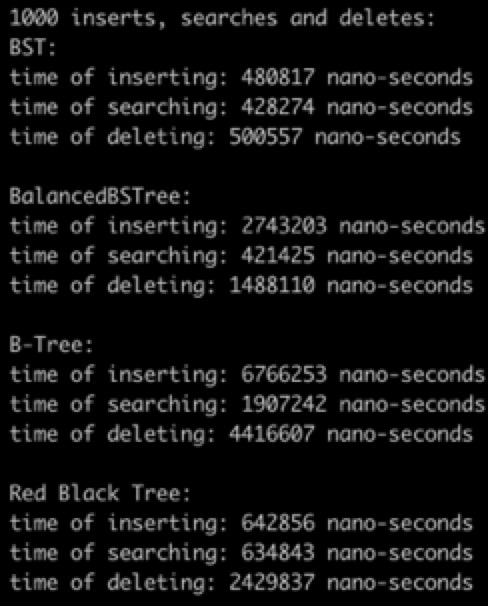 1000 inserts, searches and deletes:
BST:
time of inserting: 480817 nano-seconds
time of searching: 428274 nano-seconds
time of deleting: 500557 nano-seconds
BalancedBSTree:
time of inserting: 2743203 nano-seconds
time of searching: 421425 nano-seconds
time of deleting: 1488110 nano-seconds
B-Tree:
time of inserting: 6766253 nano-seconds
time of searching: 1907242 nano-seconds
time of deleting: 4416607 nano-seconds
Red Black Tree:
time of inserting: 642856 nano-seconds
time of searching: 634843 nano-seconds
time of deleting: 2429837 nano-seconds